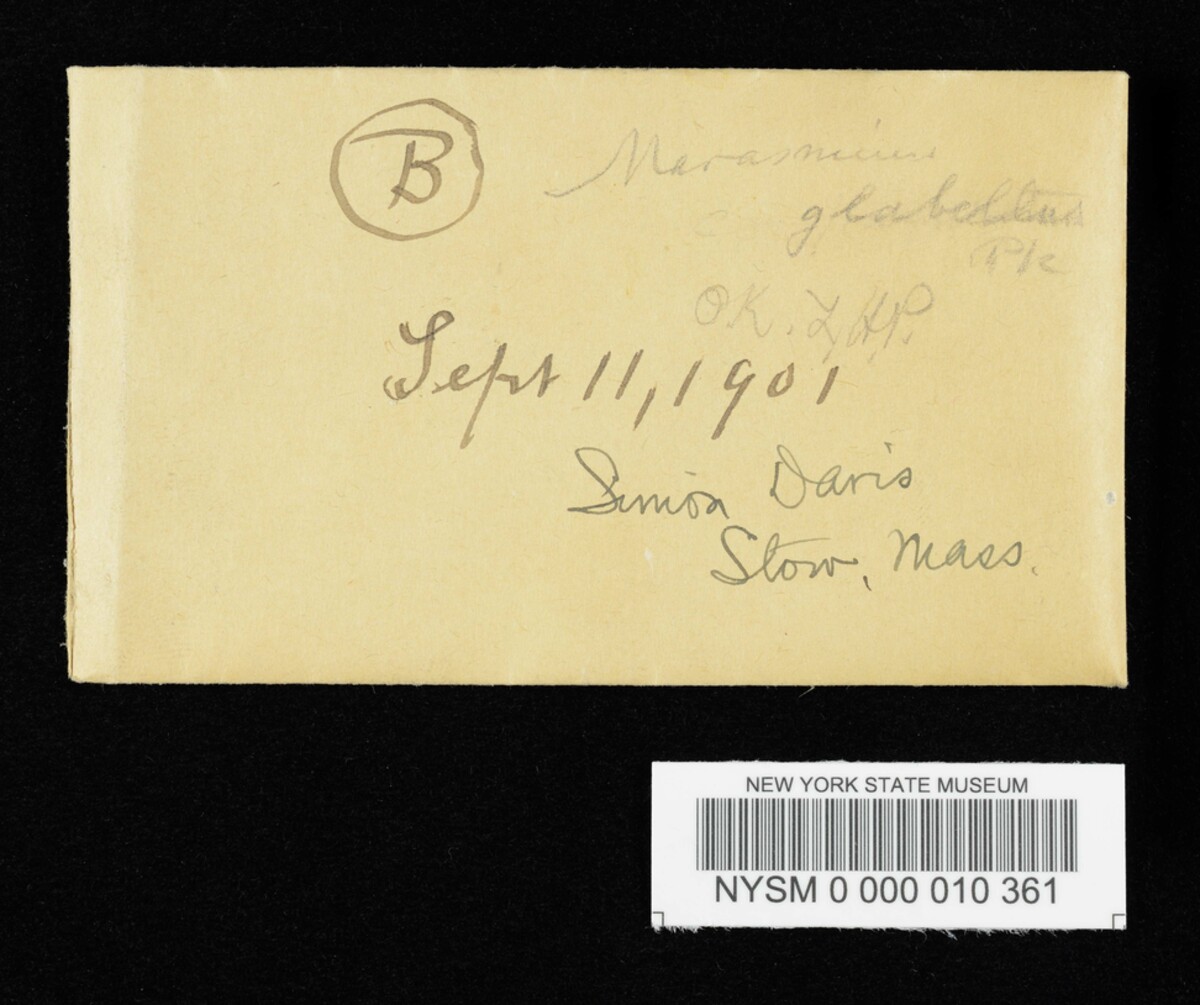 B
Marasmius
glabellus
Pk
OK. L.H.P.
Sept 11, 1901
Simon Davis
Stow, Mass.
NEW YORK STATE MUSEUM
NYSM 0 000 010 361